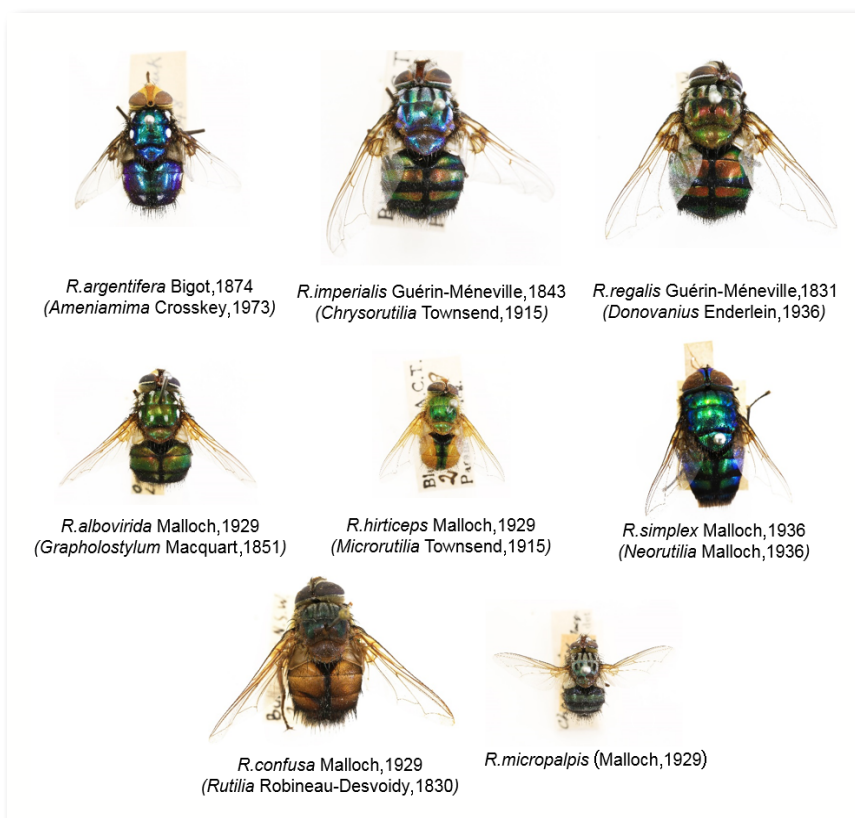 R.argentifera Bigot,1874
(Ameniamima Crosskey,1973)
R.imperialis Guérin-Méneville,1843
(Chrysorutilia Townsend,1915)
R.regalis Guérin-Méneville,1831
(Donovanius Enderlein,1936)
A.C.T.
R.albovirida Malloch,1929
(Grapholostylum Macquart,1851)
R.hirticeps Malloch,1929
(Microrutilia Townsend,1915)
R.simplex Malloch,1936
(Neorutilia Malloch,1936)
R.confusa Malloch,1929
(Rutilia Robineau-Desvoidy,1830)
R.micropalpis (Malloch,1929)